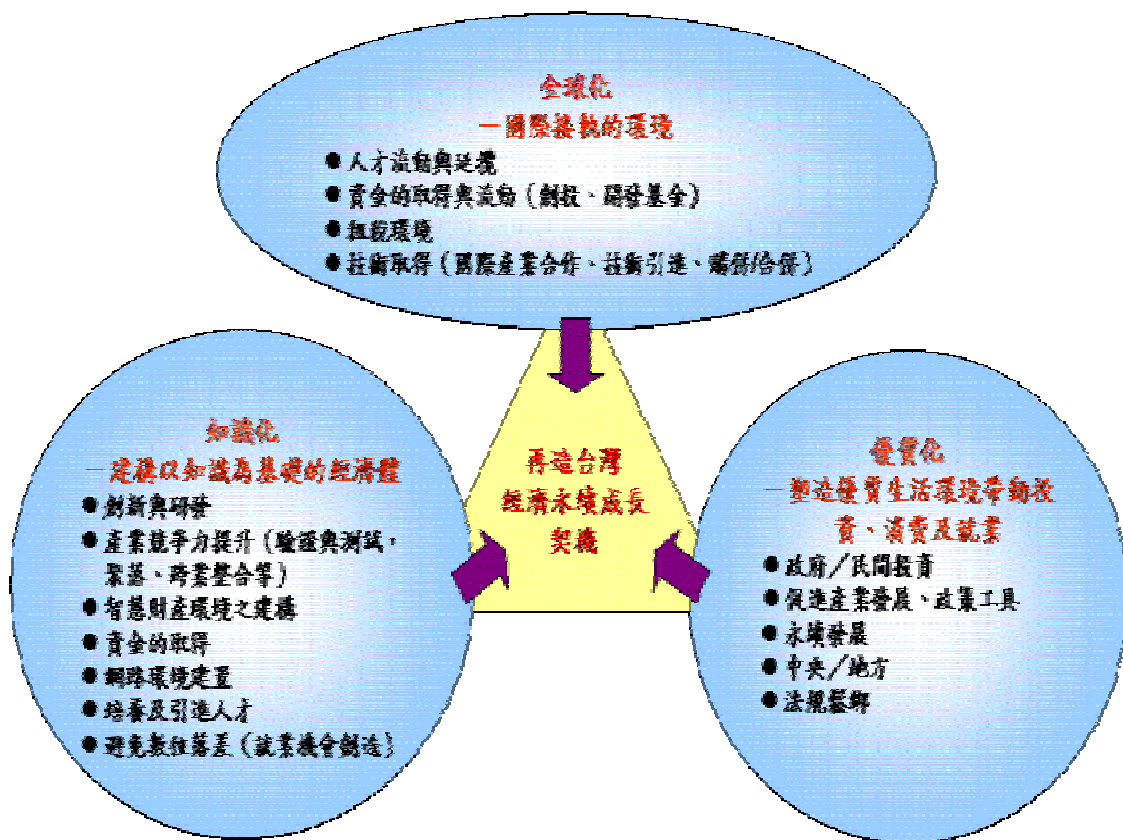 全球化
－國際接軌的環境
●人才流動與延攬
●資金的取得與流動（創投、研發基金）
●租稅環境
●技術取得（國際產業合作、技術引進、購併/合併）
知識化
－建構以知識為基礎的經濟體
●創新與研發
●產業競爭力提升（驗證與測試，
聚落、跨業整合等）
●智慧財產環境之建構
●資金的取得
●網路環境建置
●培養及引進人才
●避免數位落差（就業機會創造）
再造台灣
經濟永續成長
契機
優質化
－塑造優質生活環境帶動投
資、消費及就業
●政府／民間投資
●促進產業發展、政策工具
●永續發展
●中央／地方
●法規鬆綁